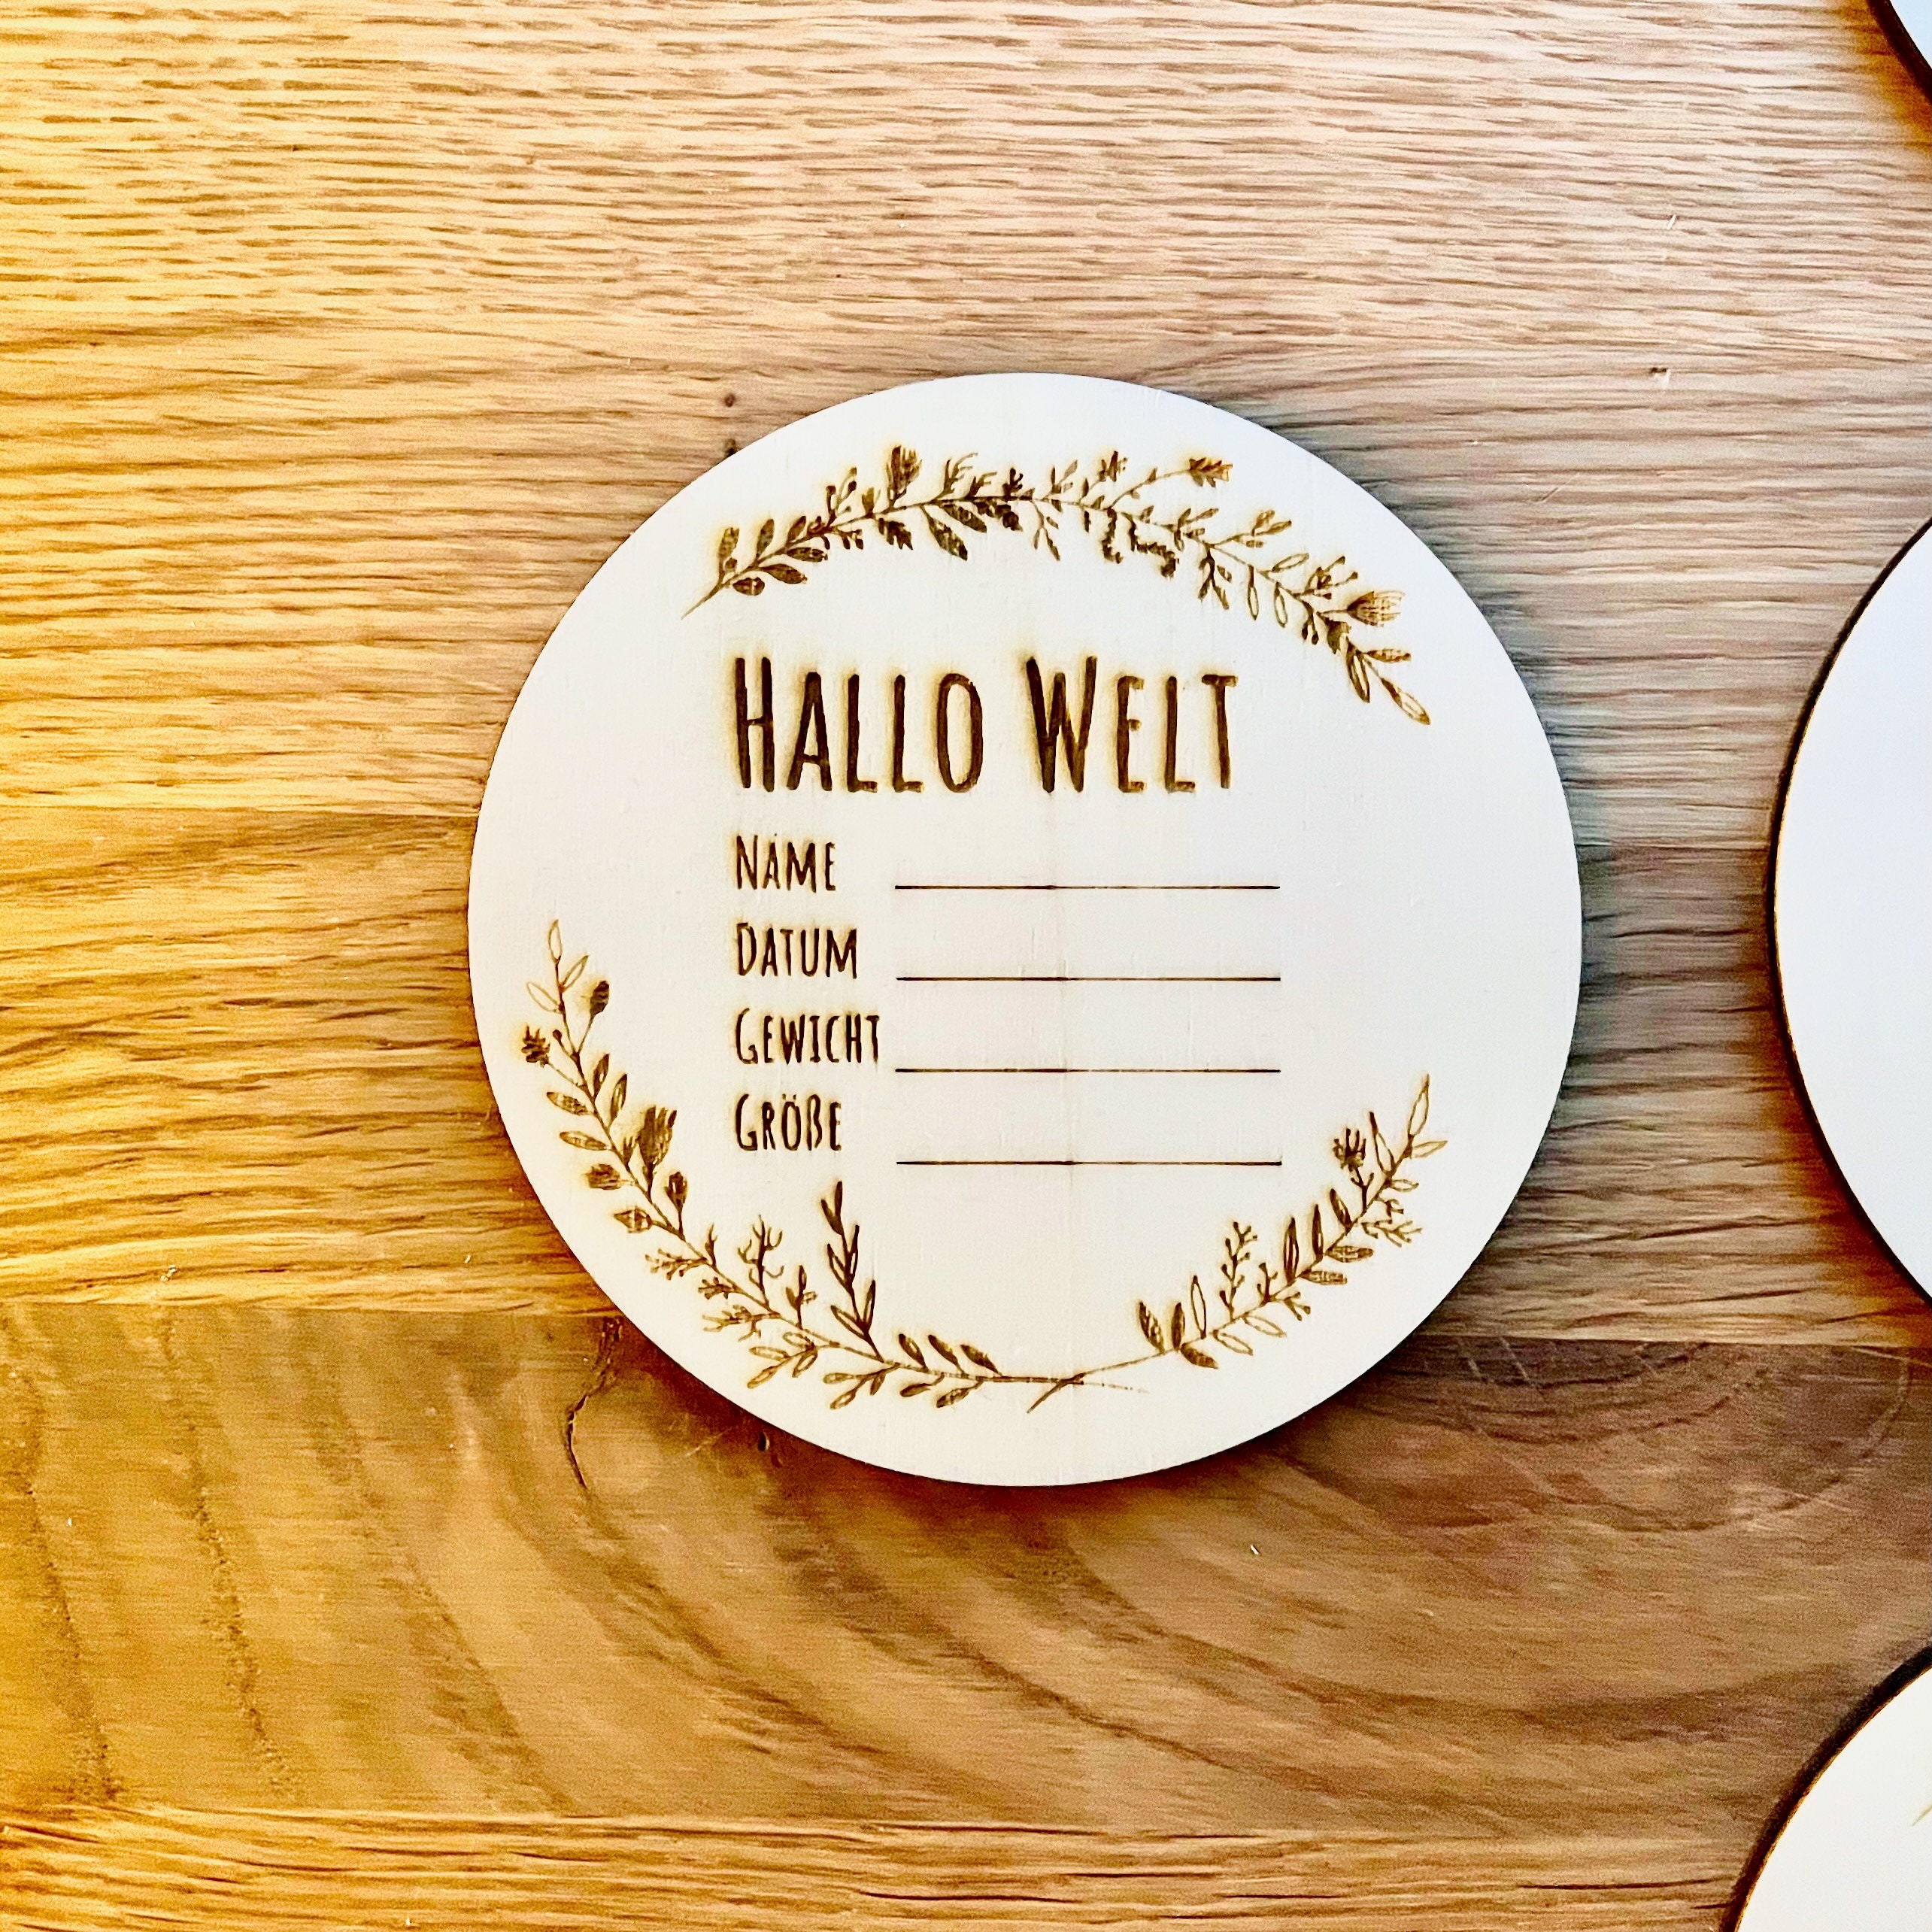 Hallo Welt
Name
Datum
Gewicht
Größe